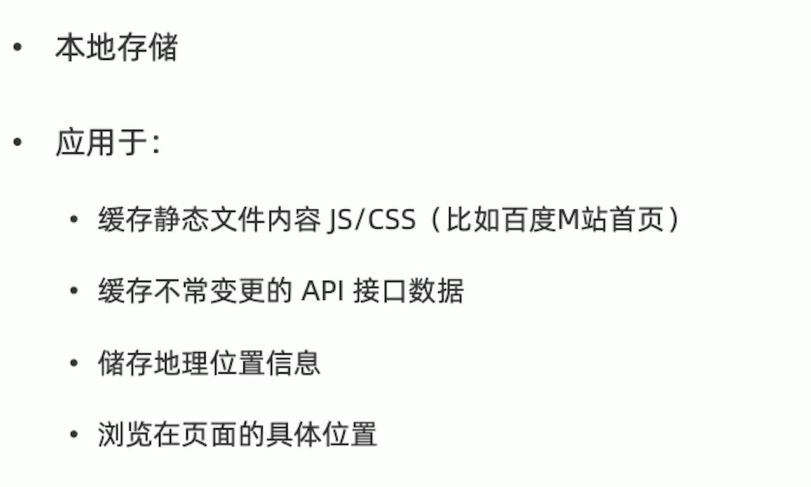 • 本地存储
• 应用于：
• 缓存静态文件内容 JS/CSS（比如百度M站首页）
• 缓存不常变更的 API 接口数据
• 储存地理位置信息
• 浏览在页面的具体位置